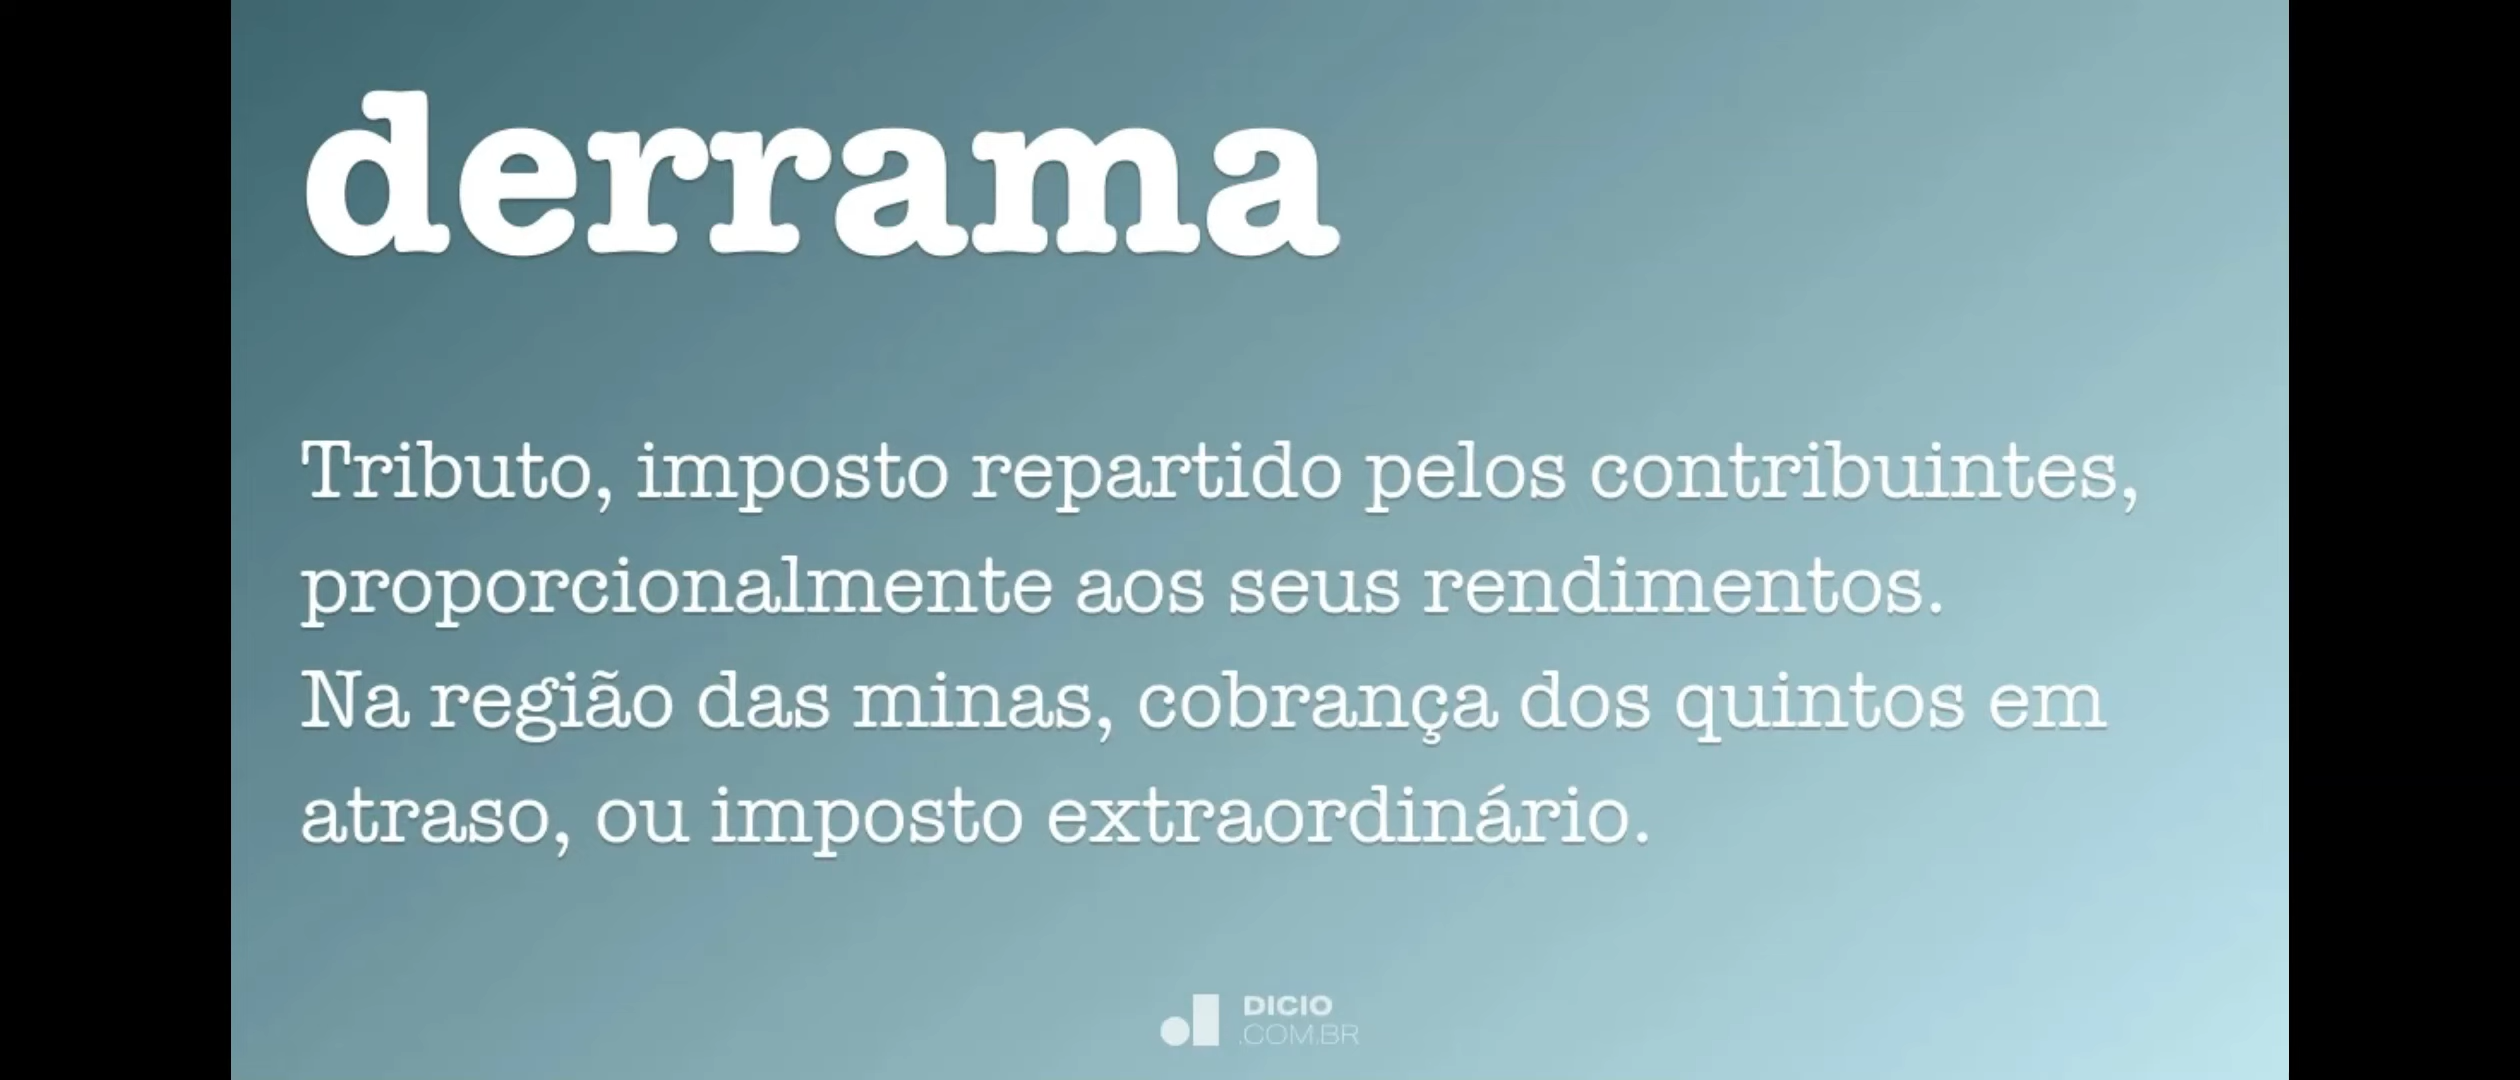 derrama
Tributo, imposto repartido pelos contribuintes,
proporcionalmente aos seus rendimentos.
Na região das minas, cobrança dos quintos em
atraso, ou imposto extraordinário.
DICIO
.COM.BR